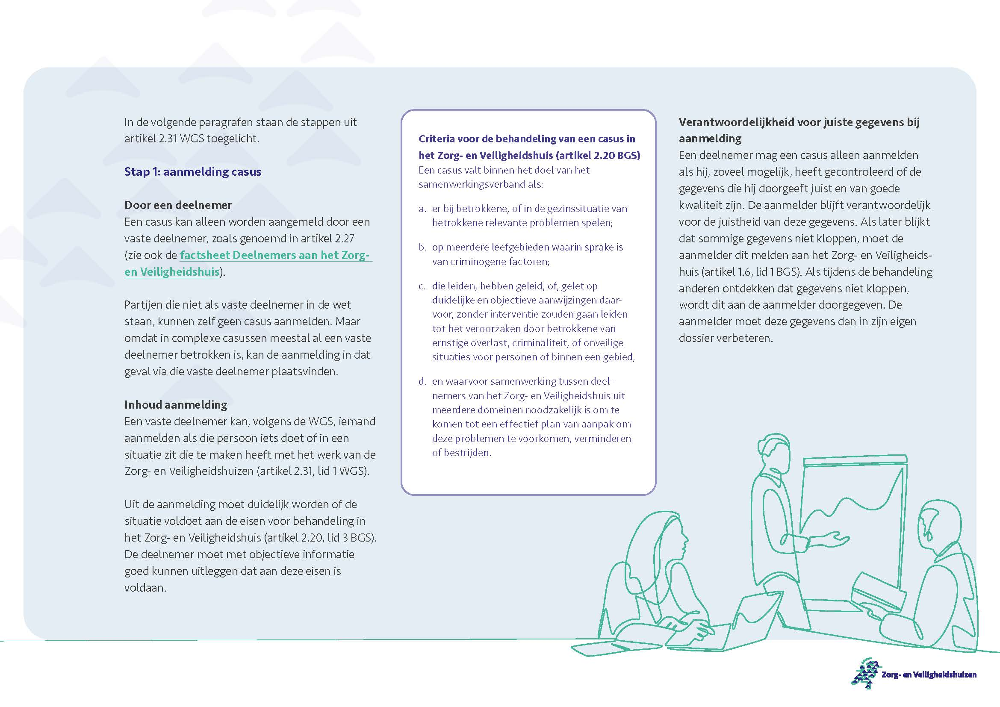 In de volgende paragrafen staan de stappen uit
artikel 2.31 WGS toegelicht.
Stap 1: aanmelding casus
Door een deelnemer
Een casus kan alleen worden aangemeld door een
vaste deelnemer, zoals genoemd in artikel 2.27
(zie ook de factsheet Deelnemers aan het Zorg-
en Veiligheidshuis).
Partijen die niet als vaste deelnemer in de wet
staan, kunnen zelf geen casus aanmelden. Maar
omdat in complexe casussen meestal al een vaste
deelnemer betrokken is, kan de aanmelding in dat
geval via die vaste deelnemer plaatsvinden.
Inhoud aanmelding
Een vaste deelnemer kan, volgens de WGS, iemand
aanmelden als die persoon iets doet of in een
situatie zit die te maken heeft met het werk van de
Zorg- en Veiligheidshuizen (artikel 2.31, lid 1 WGS).
Uit de aanmelding moet duidelijk worden of de
situatie voldoet aan de eisen voor behandeling in
het Zorg- en Veiligheidshuis (artikel 2.20, lid 3 BGS).
De deelnemer moet met objectieve informatie
goed kunnen uitleggen dat aan deze eisen is
voldaan.
Criteria voor de behandeling van een casus in
het Zorg- en Veiligheidshuis (artikel 2.20 BGS)
Een casus valt binnen het doel van het
samenwerkingsverband als:
a. er bij betrokkene, of in de gezinssituatie van
betrokkene relevante problemen spelen;
b. op meerdere leefgebieden waarin sprake is
van criminogene factoren;
c. die leiden, hebben geleid, of, gelet op
duidelijke en objectieve aanwijzingen daar-
voor, zonder interventie zouden gaan leiden
tot het veroorzaken door betrokkene van
ernstige overlast, criminaliteit, of onveilige
situaties voor personen of binnen een gebied,
d. en waarvoor samenwerking tussen deel-
nemers van het Zorg- en Veiligheidshuis uit
meerdere domeinen noodzakelijk is om te
komen tot een effectief plan van aanpak om
deze problemen te voorkomen, verminderen
of bestrijden.
Verantwoordelijkheid voor juiste gegevens bij
aanmelding
Een deelnemer mag een casus alleen aanmelden
als hij, zoveel mogelijk, heeft gecontroleerd of de
gegevens die hij doorgeeft juist en van goede
kwaliteit zijn. De aanmelder blijft verantwoordelijk
voor de juistheid van deze gegevens. Als later blijkt
dat sommige gegevens niet kloppen, moet de
aanmelder dit melden aan het Zorg- en Veiligheids-
huis (artikel 1.6, lid 1 BGS). Als tijdens de behandeling
anderen ontdekken dat gegevens niet kloppen,
wordt dit aan de aanmelder doorgegeven. De
aanmelder moet deze gegevens dan in zijn eigen
dossier verbeteren.
Zorg- en Veiligheidshuizen